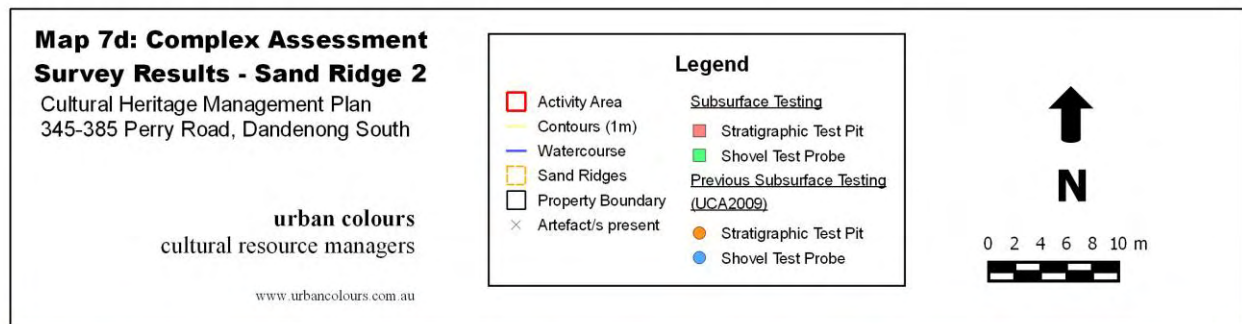 Map 7d: Complex Assessment
Survey Results - Sand Ridge 2
Cultural Heritage Management Plan
345-385 Perry Road, Dandenong South
urban colours
cultural resource managers
www.urbancolours.com.au
Legend
Activity Area
Contours (1m)
Watercourse
Sand Ridges
Property Boundary
Artefact/s present
Subsurface Testing
Stratigraphic Test Pit
Shovel Test Probe
Previous Subsurface Testing
(UCA2009)
Stratigraphic Test Pit
Shovel Test Probe
N
0 2 4 6 8 10 m